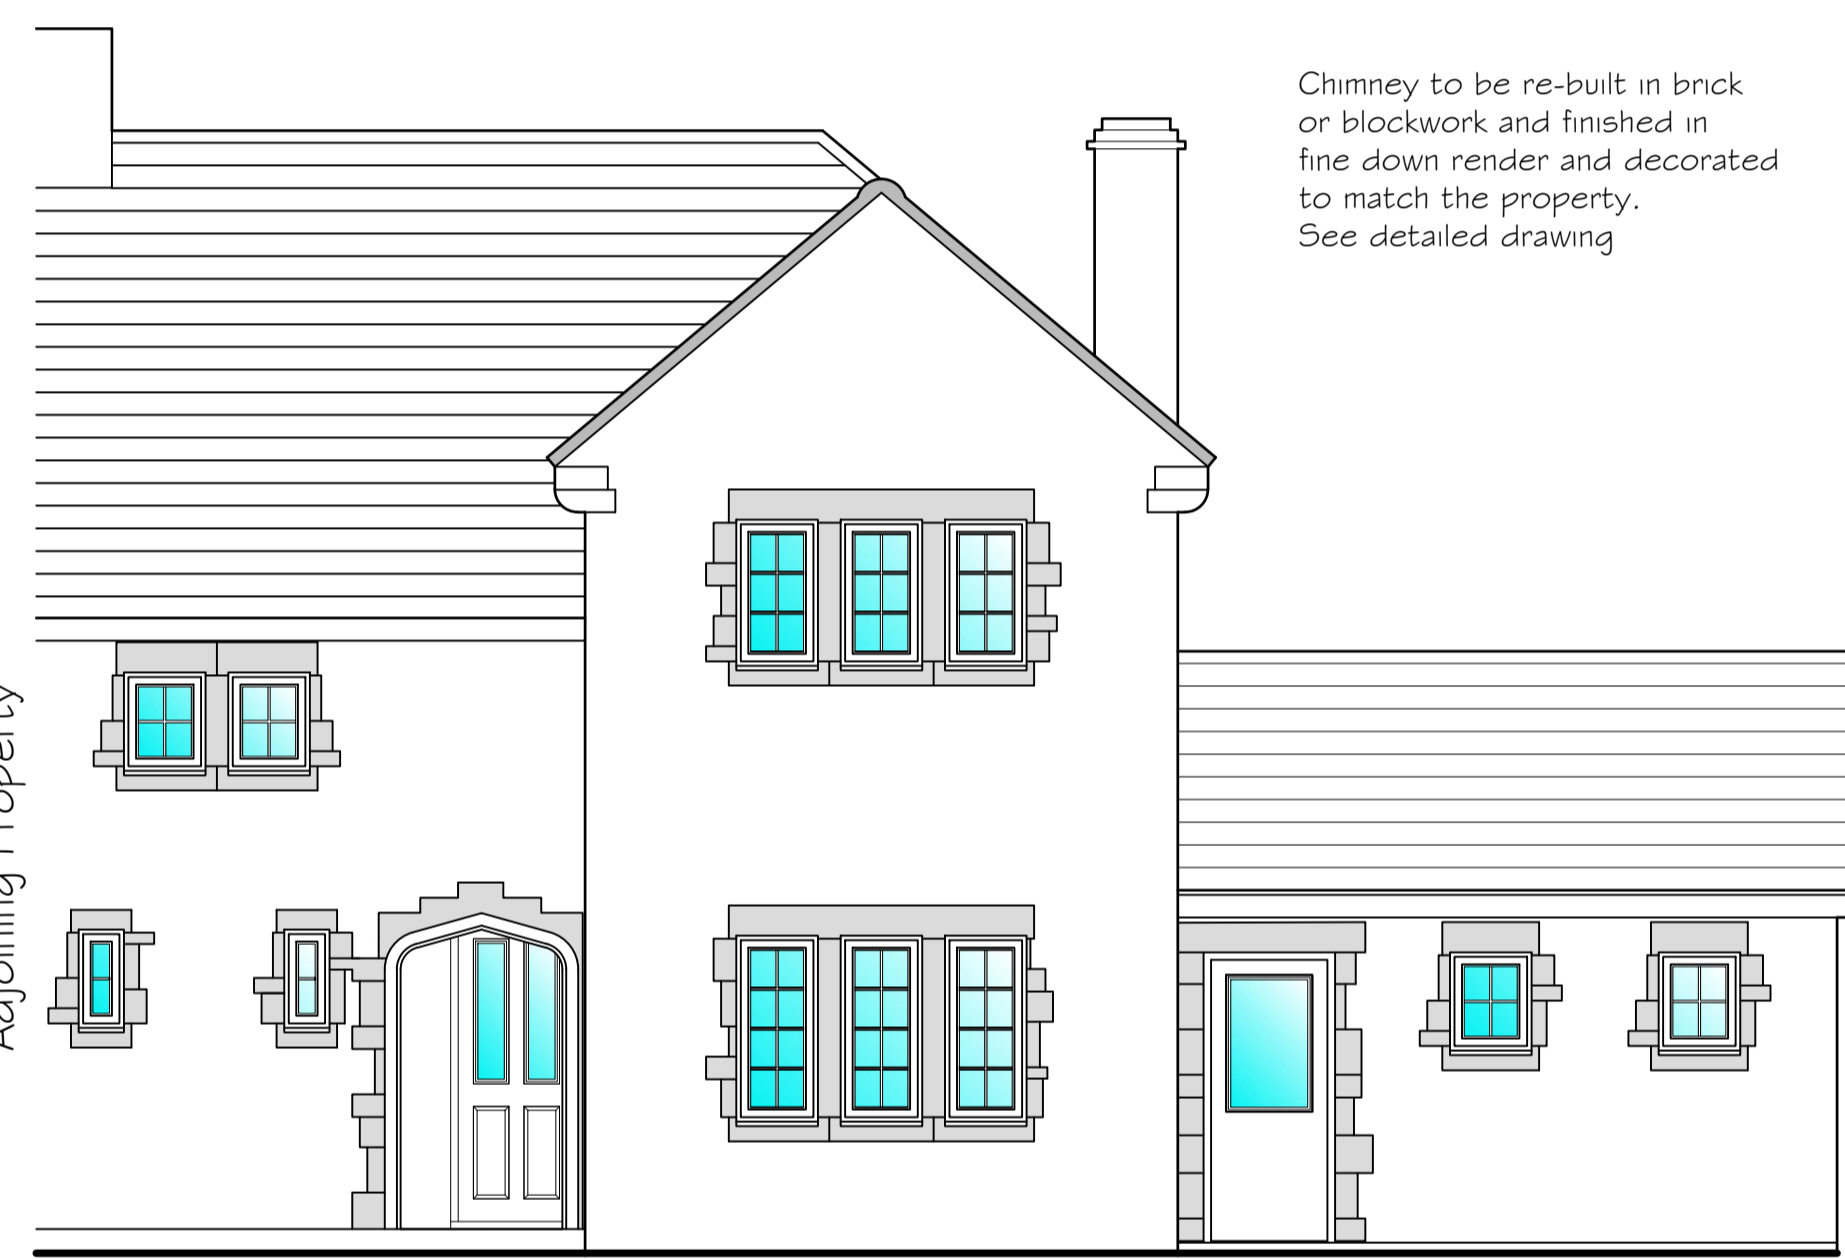 Chimney to be re-built in brick
or blockwork and finished in
fine down render and decorated
to match the property.
See detailed drawing
Adjoining Property